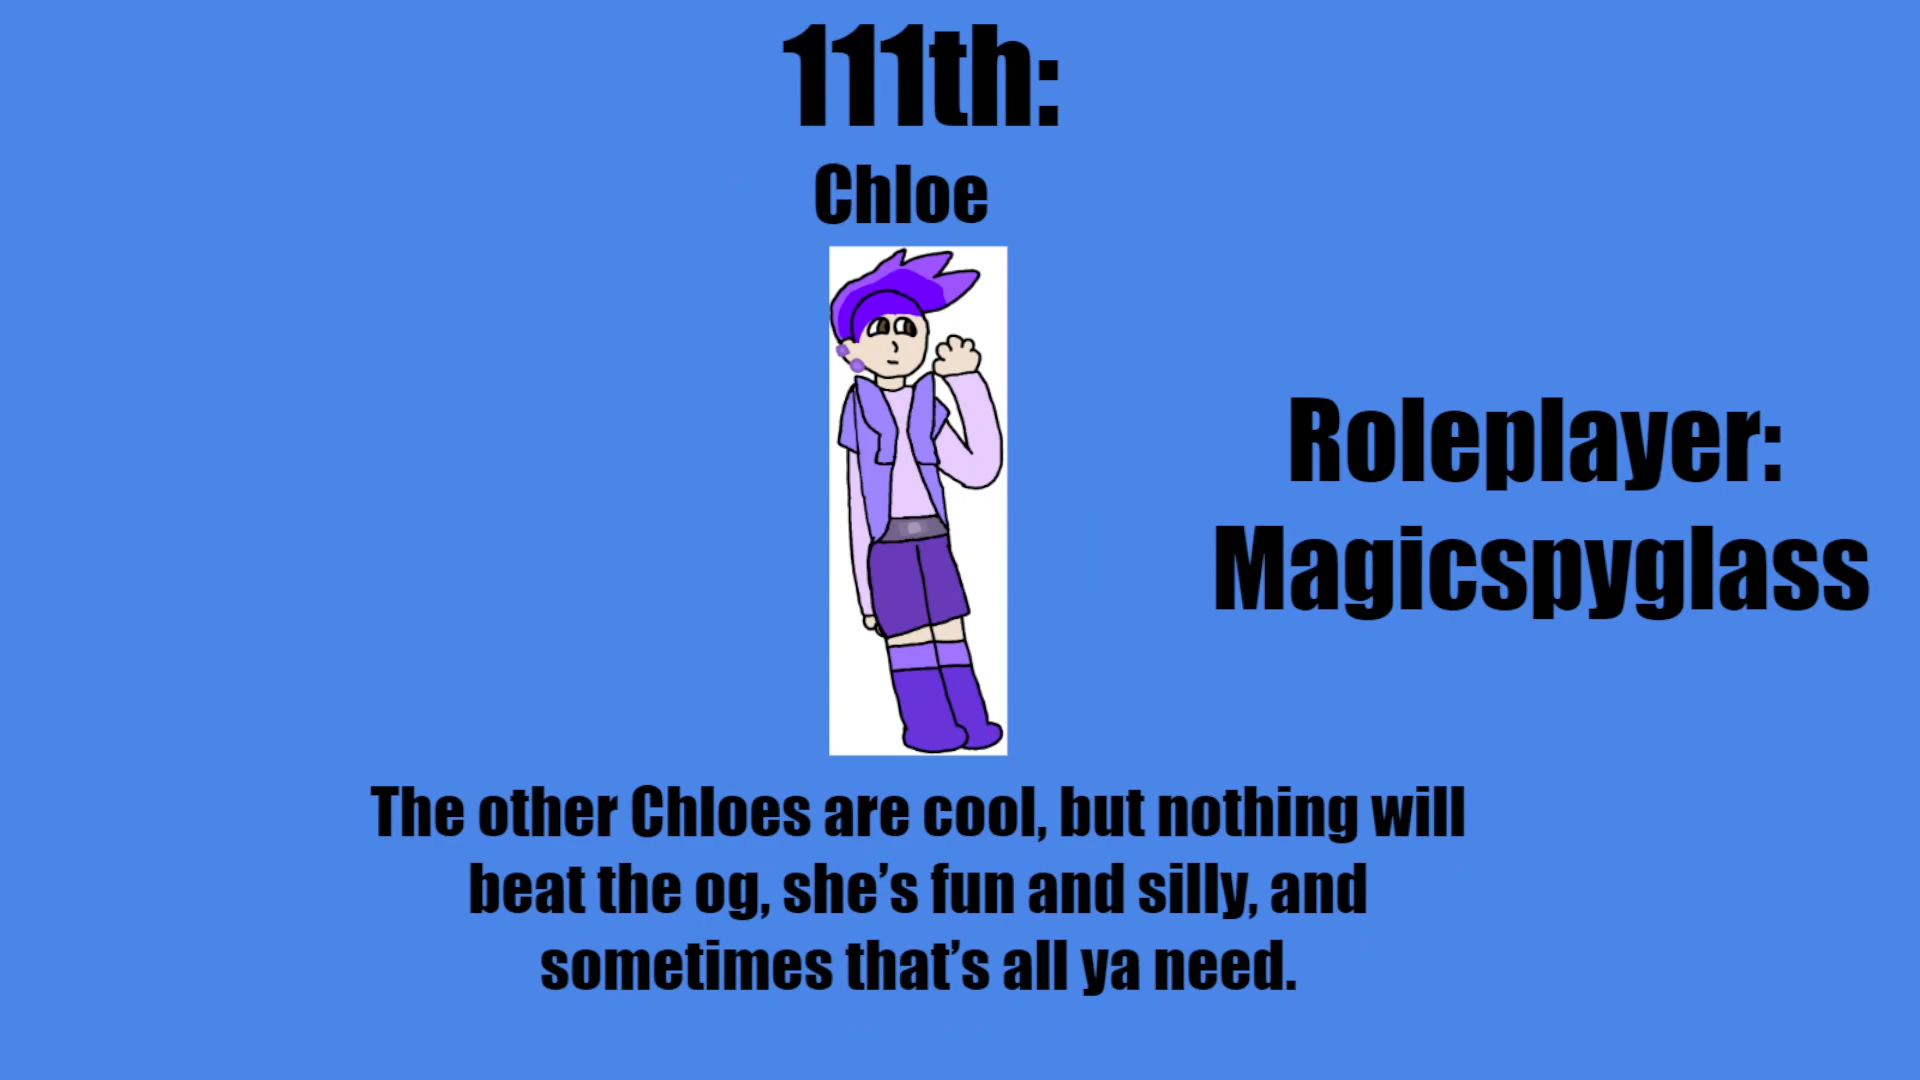 111th:
Chloe
Roleplayer:
Magicspyglass
The other Chloes are cool, but nothing will
beat the og, she’s fun and silly, and
sometimes that’s all ya need.